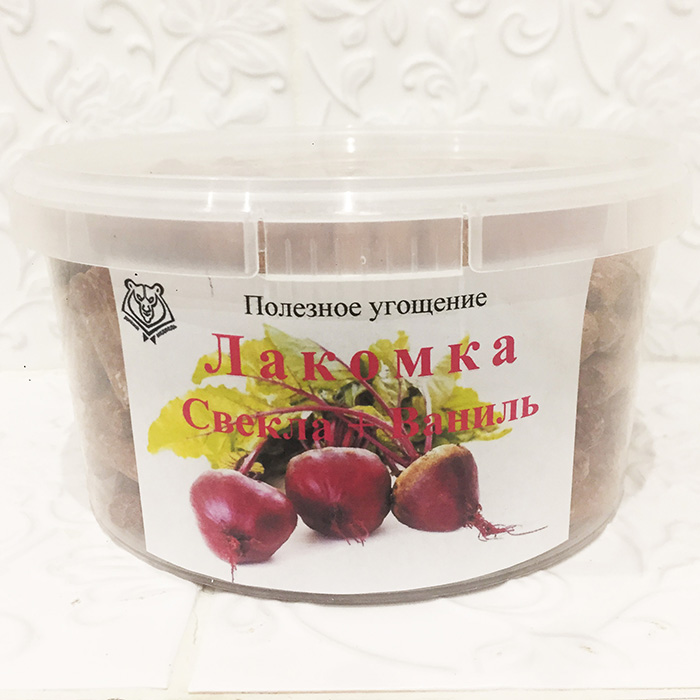 Полезное угощение
Лакомка
Свекла + Ваниль